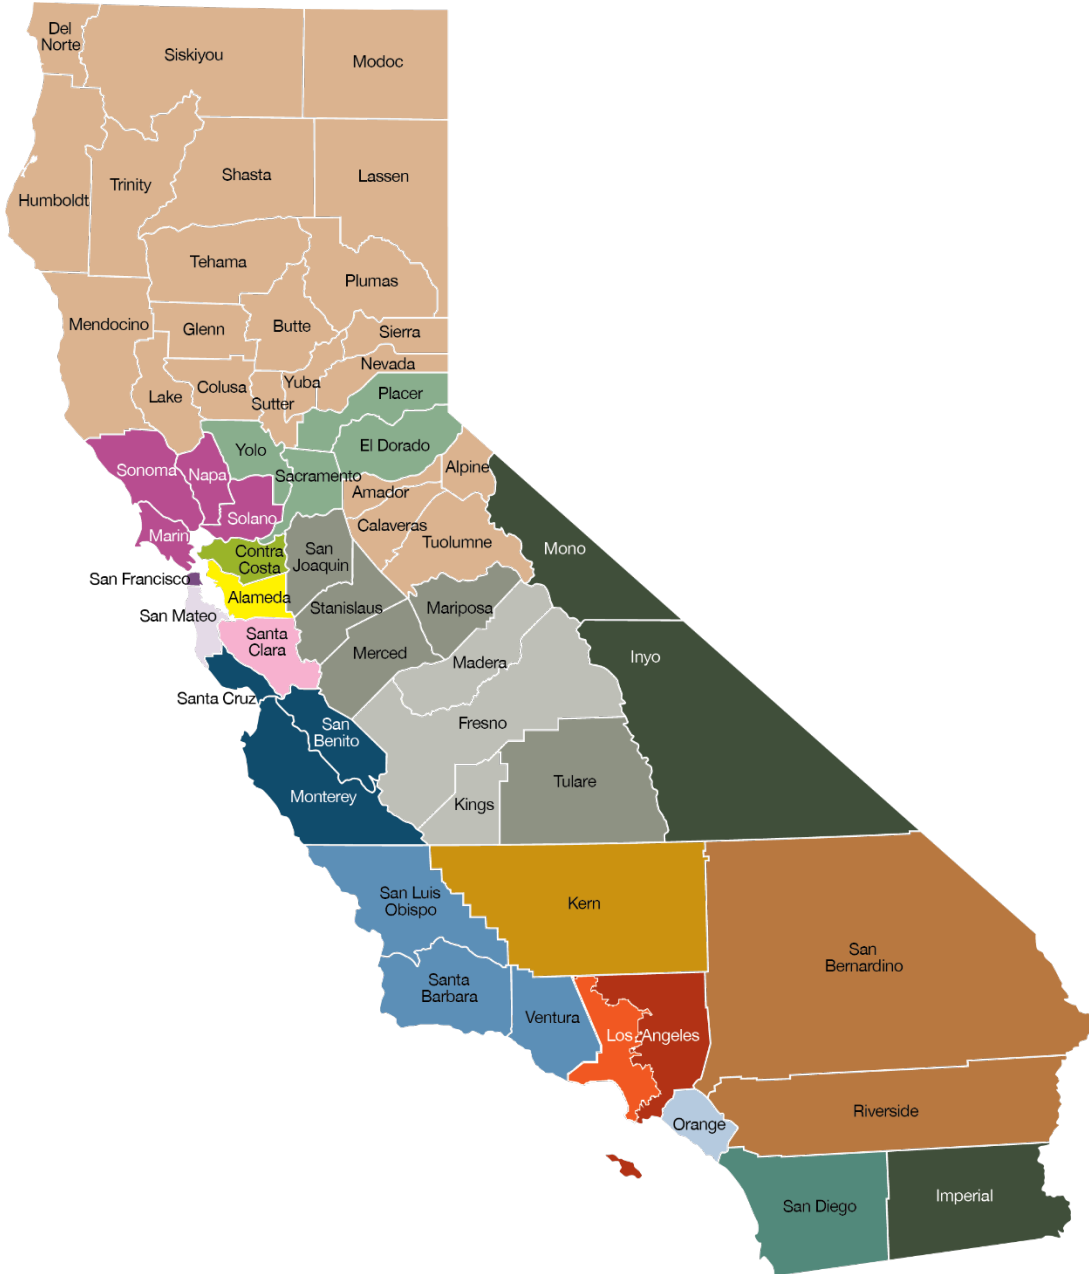 Del
Norte
Siskiyou
Modoc
Humboldt
Trinity
Shasta
Lassen
Tehama
Plumas
Mendocino
Glenn
Butte
Sierra
Nevada
Lake
Colusa
Yuba
Sutter
Placer
El Dorado
Yolo
Sonoma
Napa
Sacramento
Alpine
Amador
Solano
Marin
Calaveras
Tuolumne
Mono
Contra
Costa
San
Joaquin
San Francisco
Alameda
Stanislaus
Mariposa
San Mateo
Santa
Clara
Merced
Madera
Inyo
Santa Cruz
San
Benito
Fresno
Monterey
Kings
Tulare
San Luis
Obispo
Kern
San
Bernardino
Santa
Barbara
Ventura
Los Angeles
Orange
Riverside
San Diego
Imperial